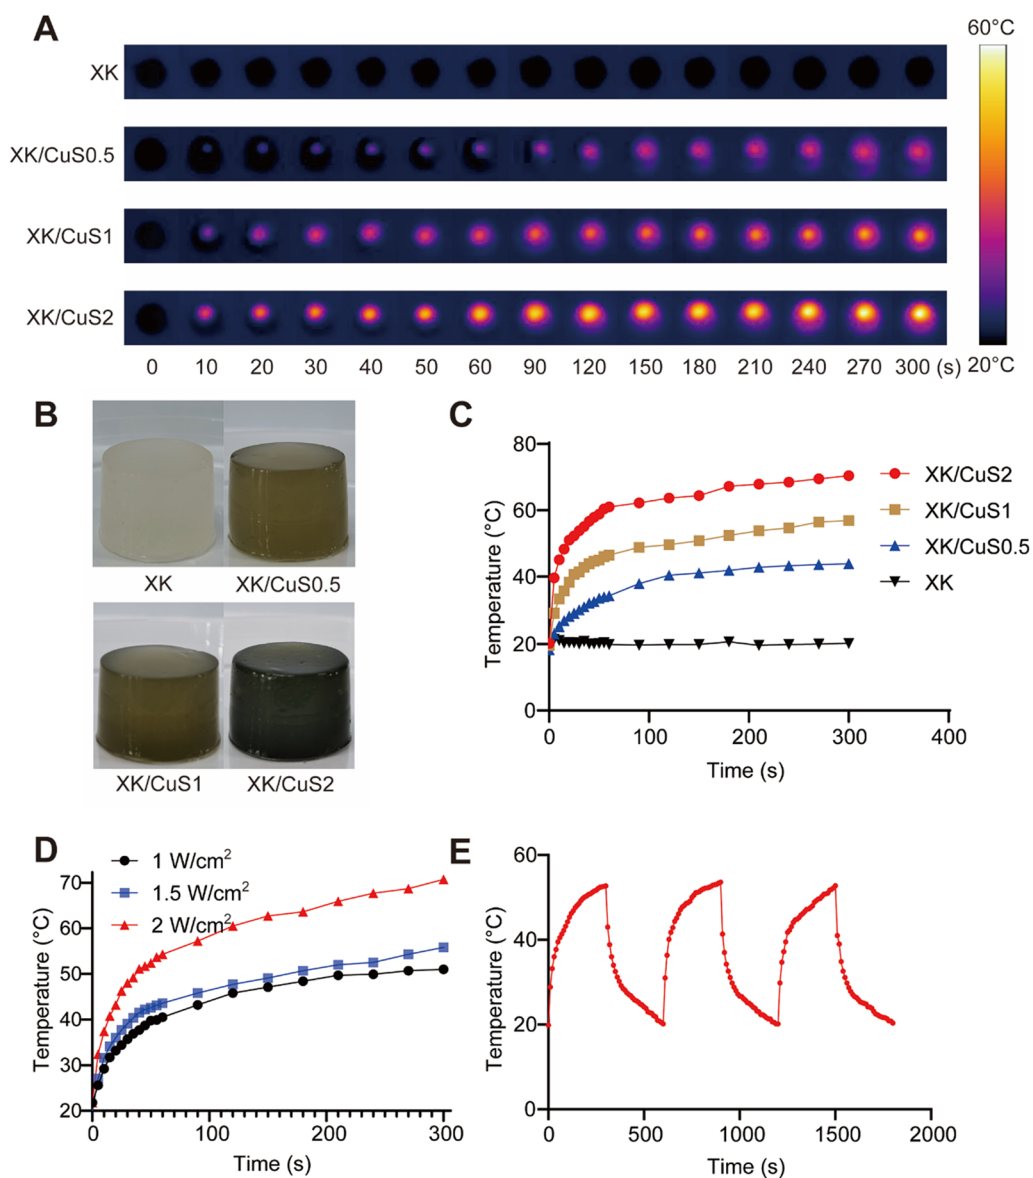 A
60°C
XK
XK/CuS0.5
XK/CuS1
XK/CuS2
0 10 20 30 40 50 60 90 120 150 180 210 240 270 300 (s)
20°C
B
XK XK/CuS0.5
XK/CuS1 XK/CuS2
C
80
60
40
20
0
Temperature (°C)
0 100 200 300 400
Time (s)
XK/CuS2
XK/CuS1
XK/CuS0.5
XK
D
1 W/cm²
1.5 W/cm²
2 W/cm²
70
60
50
40
30
20
Temperature (°C)
0 100 200 300
Time (s)
E
60
40
20
0
Temperature (°C)
0 500 1000 1500 2000
Time (s)